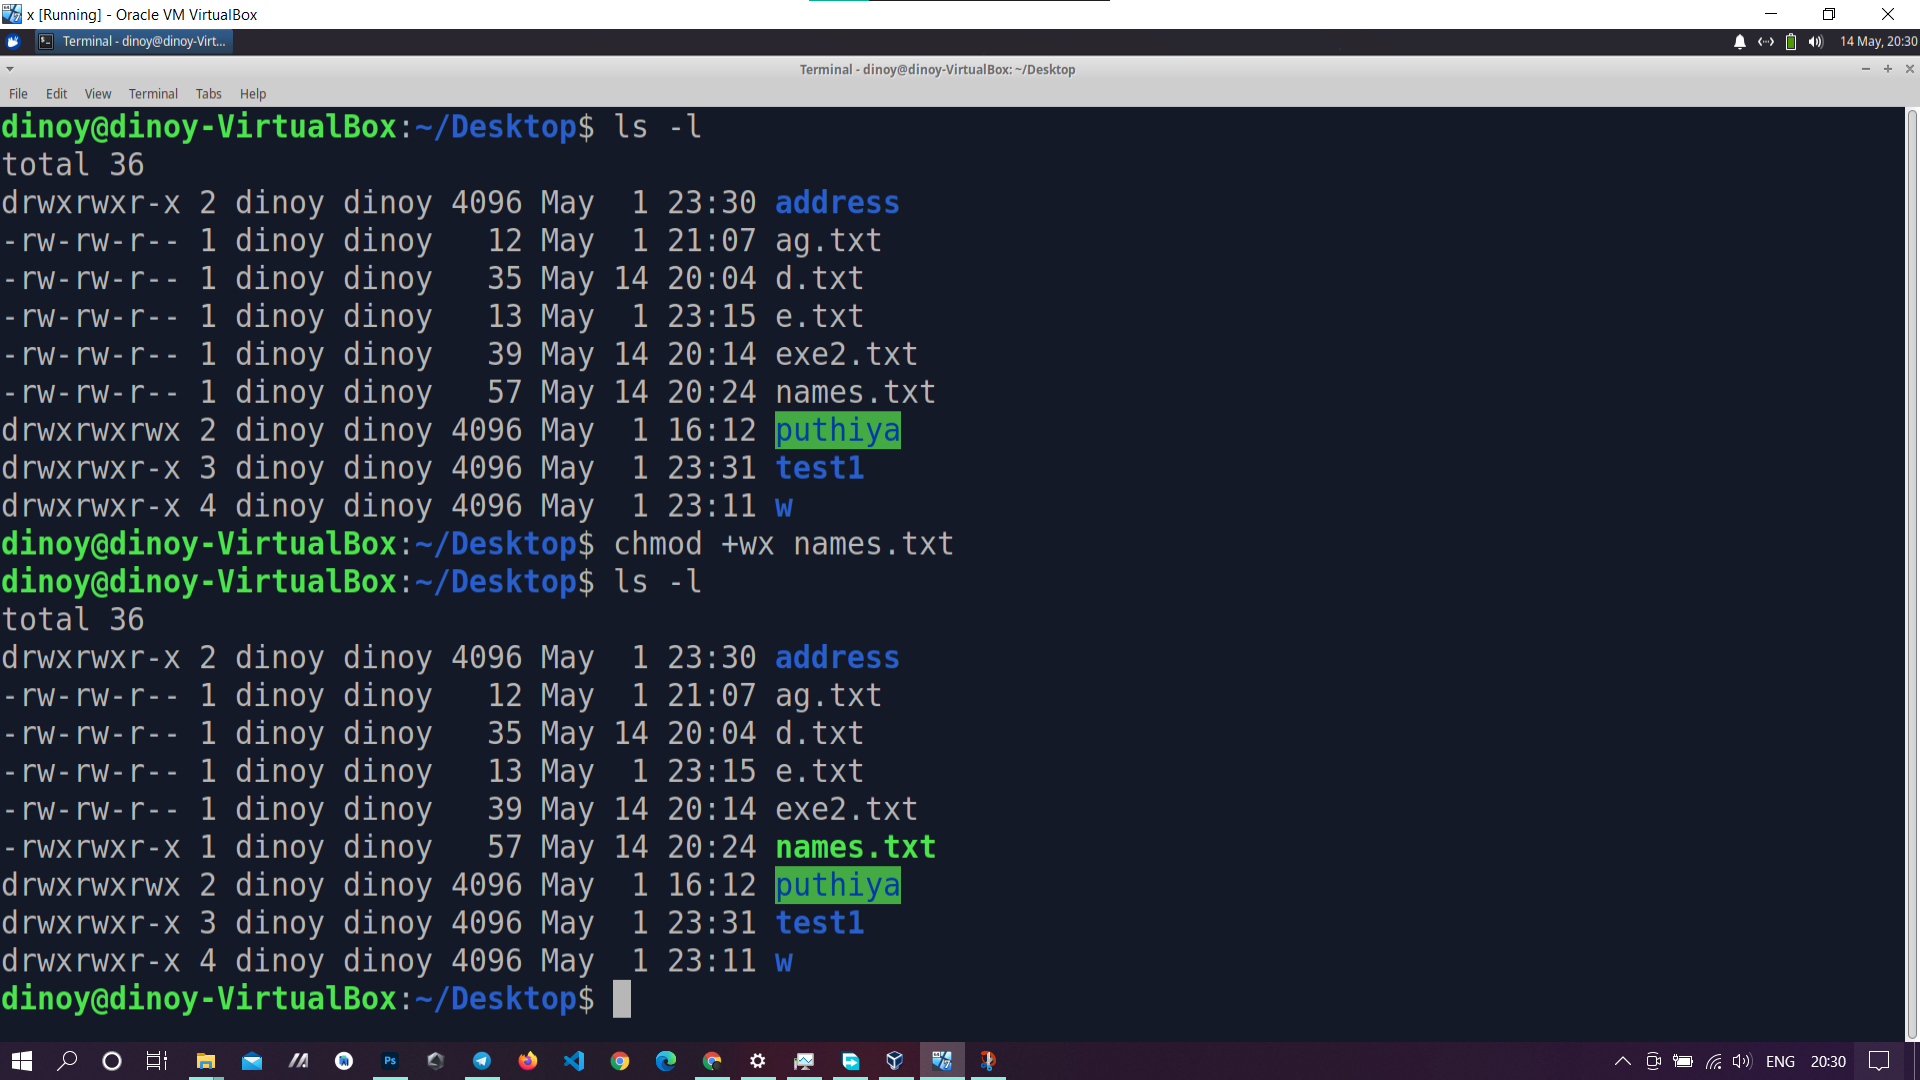 x [Running] - Oracle VM VirtualBox
Terminal - dinoy@dinoy-Virt...
14 May, 20:30
Terminal - dinoy@dinoy-VirtualBox: ~/Desktop
File Edit View Terminal Tabs Help
dinoy@dinoy-VirtualBox:~/Desktop$ ls -l
total 36
drwxrwxr-x 2 dinoy dinoy 4096 May  1 23:30 address
-rw-rw-r-- 1 dinoy dinoy   12 May  1 21:07 ag.txt
-rw-rw-r-- 1 dinoy dinoy   35 May 14 20:04 d.txt
-rw-rw-r-- 1 dinoy dinoy   13 May  1 23:15 e.txt
-rw-rw-r-- 1 dinoy dinoy   39 May 14 20:14 exe2.txt
-rw-rw-r-- 1 dinoy dinoy   57 May 14 20:24 names.txt
drwxrwxrwx 2 dinoy dinoy 4096 May  1 16:12 puthiya
drwxrwxr-x 3 dinoy dinoy 4096 May  1 23:31 test1
drwxrwxr-x 4 dinoy dinoy 4096 May  1 23:11 w
dinoy@dinoy-VirtualBox:~/Desktop$ chmod +wx names.txt
dinoy@dinoy-VirtualBox:~/Desktop$ ls -l
total 36
drwxrwxr-x 2 dinoy dinoy 4096 May  1 23:30 address
-rw-rw-r-- 1 dinoy dinoy   12 May  1 21:07 ag.txt
-rw-rw-r-- 1 dinoy dinoy   35 May 14 20:04 d.txt
-rw-rw-r-- 1 dinoy dinoy   13 May  1 23:15 e.txt
-rw-rw-r-- 1 dinoy dinoy   39 May 14 20:14 exe2.txt
-rwxrwxr-x 1 dinoy dinoy   57 May 14 20:24 names.txt
drwxrwxrwx 2 dinoy dinoy 4096 May  1 16:12 puthiya
drwxrwxr-x 3 dinoy dinoy 4096 May  1 23:31 test1
drwxrwxr-x 4 dinoy dinoy 4096 May  1 23:11 w
dinoy@dinoy-VirtualBox:~/Desktop$
Ps
ENG 20:30